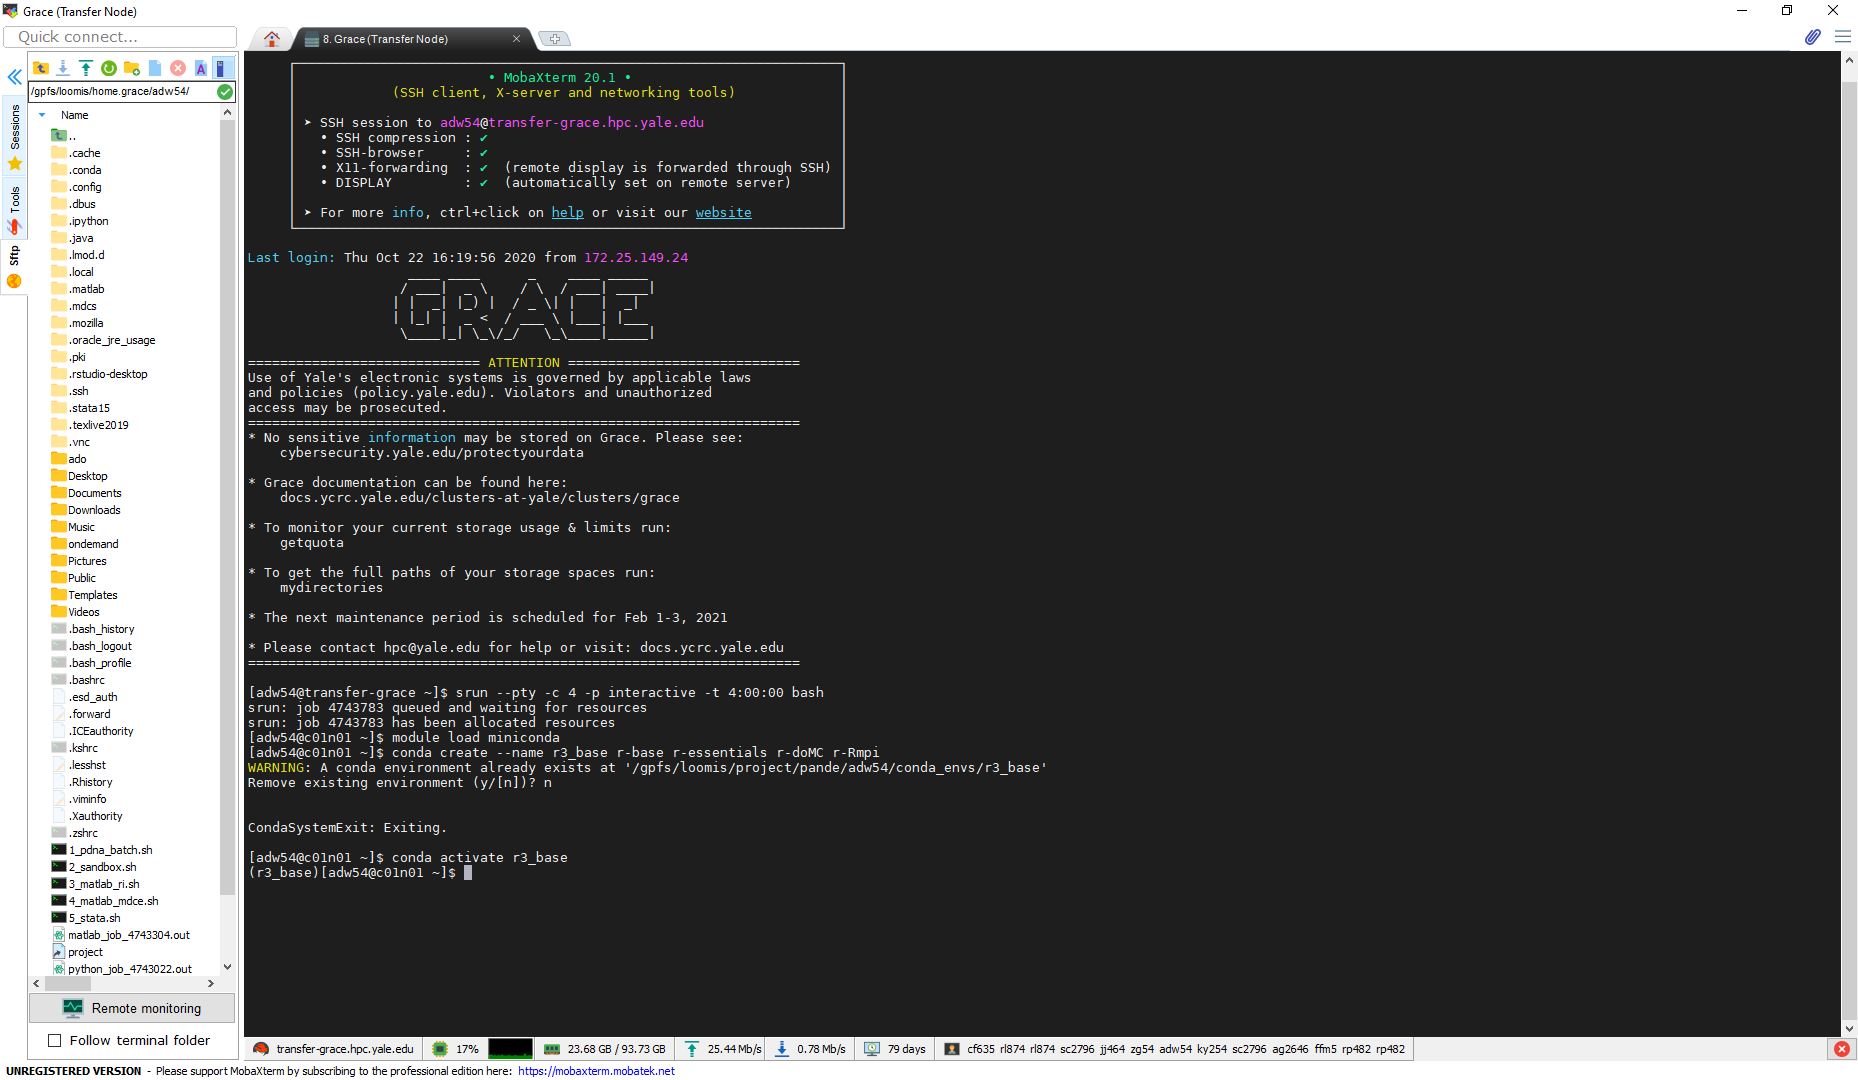 Grace (Transfer Node)
Quick connect...
8. Grace (Transfer Node)
/gpfs/loomis/home.grace/adw54/
Sessions
Tools
Sftp
Name
..
.cache
.conda
.config
.dbus
.ipython
.java
.lmod.d
.local
.matlab
.mdcs
.mozilla
.oracle_jre_usage
.pki
.rstudio-desktop
.ssh
.stata15
.texlive2019
.vnc
ado
Desktop
Documents
Downloads
Music
ondemand
Pictures
Public
Templates
Videos
.bash_history
.bash_logout
.bash_profile
.bashrc
.esd_auth
.forward
.ICEauthority
.kshrc
.lesshst
.Rhistory
.viminfo
.Xauthority
.zshrc
1_pdna_batch.sh
2_sandbox.sh
3_matlab_ri.sh
4_matlab_mdce.sh
5_stata.sh
matlab_job_4743304.out
project
python_job_4743022.out
Remote monitoring
Follow terminal folder
• MobaXterm 20.1 •
(SSH client, X-server and networking tools)
➤ SSH session to adw54@transfer-grace.hpc.yale.edu
• SSH compression : ✔
• SSH-browser : ✔
• X11-forwarding : ✔ (remote display is forwarded through SSH)
• DISPLAY : ✔ (automatically set on remote server)
➤ For more info, ctrl+click on help or visit our website
Last login: Thu Oct 22 16:19:56 2020 from 172.25.149.24
GRACE
============================= ATTENTION =============================
Use of Yale's electronic systems is governed by applicable laws
and policies (policy.yale.edu). Violators and unauthorized
access may be prosecuted.
=====================================================================
* No sensitive information may be stored on Grace. Please see:
cybersecurity.yale.edu/protectyourdata
* Grace documentation can be found here:
docs.ycrc.yale.edu/clusters-at-yale/clusters/grace
* To monitor your current storage usage & limits run:
getquota
* To get the full paths of your storage spaces run:
mydirectories
* The next maintenance period is scheduled for Feb 1-3, 2021
* Please contact hpc@yale.edu for help or visit: docs.ycrc.yale.edu
=====================================================================
[adw54@transfer-grace ~]$ srun --pty -c 4 -p interactive -t 4:00:00 bash
srun: job 4743783 queued and waiting for resources
srun: job 4743783 has been allocated resources
[adw54@c01n01 ~]$ module load miniconda
[adw54@c01n01 ~]$ conda create --name r3_base r-base r-essentials r-doMC r-Rmpi
WARNING: A conda environment already exists at '/gpfs/loomis/project/pande/adw54/conda_envs/r3_base'
Remove existing environment (y/[n])? n
CondaSystemExit: Exiting.
[adw54@c01n01 ~]$ conda activate r3_base
(r3_base)[adw54@c01n01 ~]$
transfer-grace.hpc.yale.edu 17% 23.68 GB / 93.73 GB 25.44 Mb/s 0.78 Mb/s 79 days cf635 rl874 rl874 sc2796 jj464 zg54 adw54 ky254 sc2796 ag2646 ffm5 rp482 rp482
UNREGISTERED VERSION - Please support MobaXterm by subscribing to the professional edition here: https://mobaxterm.mobatek.net